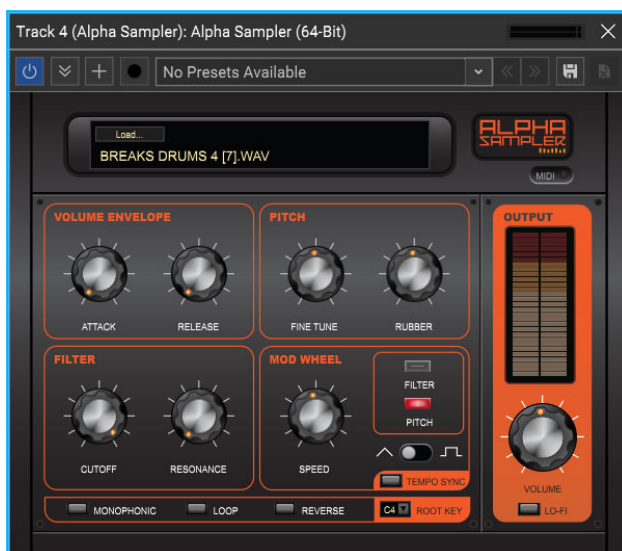 Track 4 (Alpha Sampler): Alpha Sampler (64-Bit)
No Presets Available
Load...
BREAKS DRUMS 4 [7].WAV
ALPHA
SAMPLER
MIDI
VOLUME ENVELOPE
ATTACK
RELEASE
PITCH
FINE TUNE
RUBBER
OUTPUT
FILTER
CUTOFF
RESONANCE
MOD WHEEL
SPEED
FILTER
PITCH
TEMPO SYNC
VOLUME
LO-FI
MONOPHONIC
LOOP
REVERSE
C4
ROOT KEY